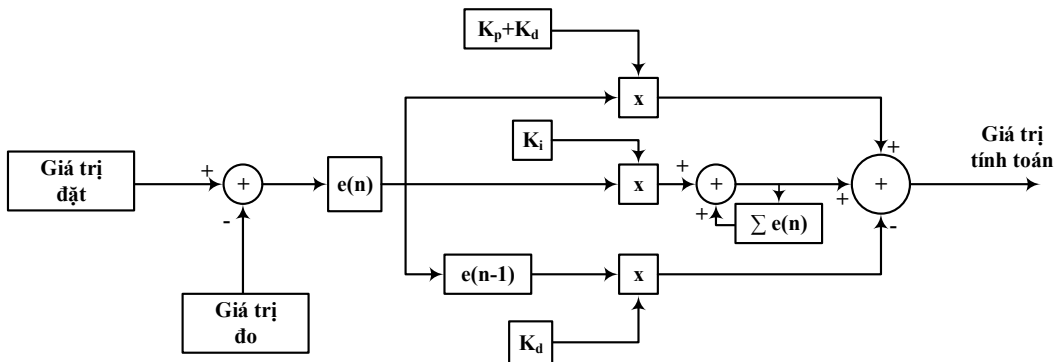 Kp+Kd
x
Ki
Giá trị
tính toán
Giá trị
đặt
+
+
e(n)
x
+
+
+
∑ e(n)
+
+
+
-
-
e(n-1)
x
Giá trị
đo
Kd